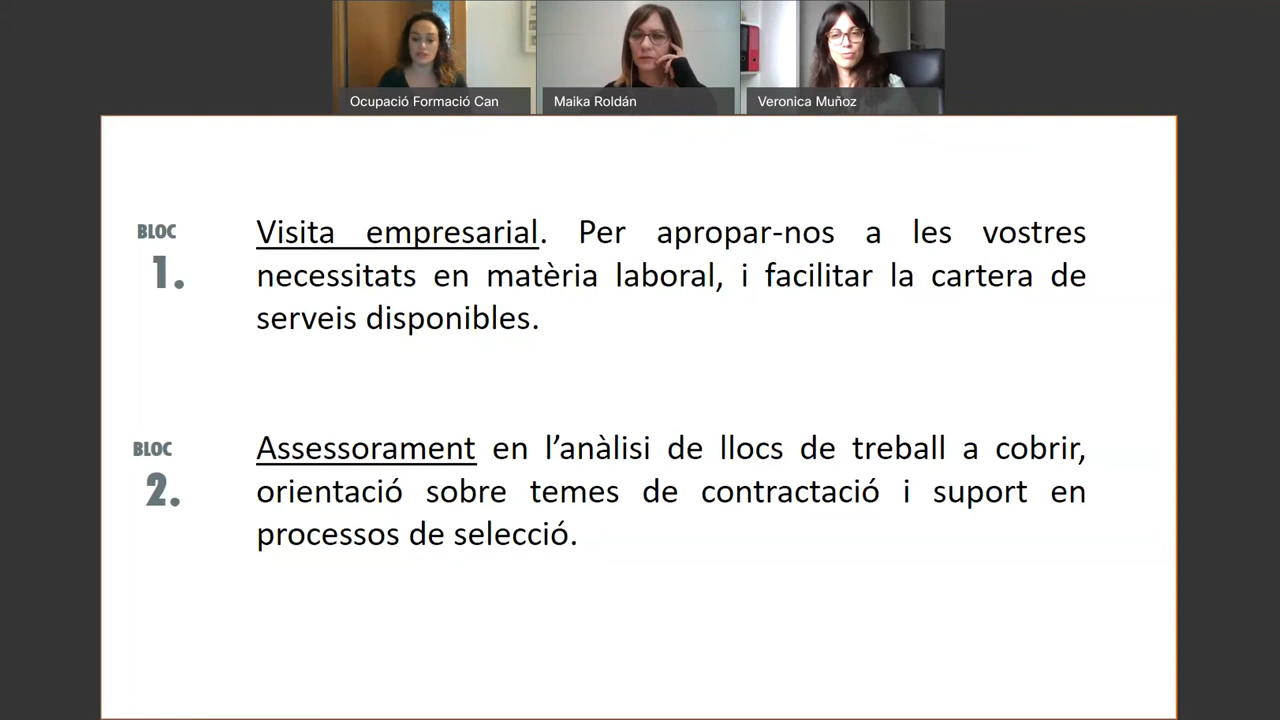 Ocupació Formació Can
Maika Roldán
Veronica Muñoz
BLOC
1.
Visita empresarial. Per apropar-nos a les vostres
necessitats en matèria laboral, i facilitar la cartera de
serveis disponibles.
BLOC
2.
Assessorament en l’anàlisi de llocs de treball a cobrir,
orientació sobre temes de contractació i suport en
processos de selecció.